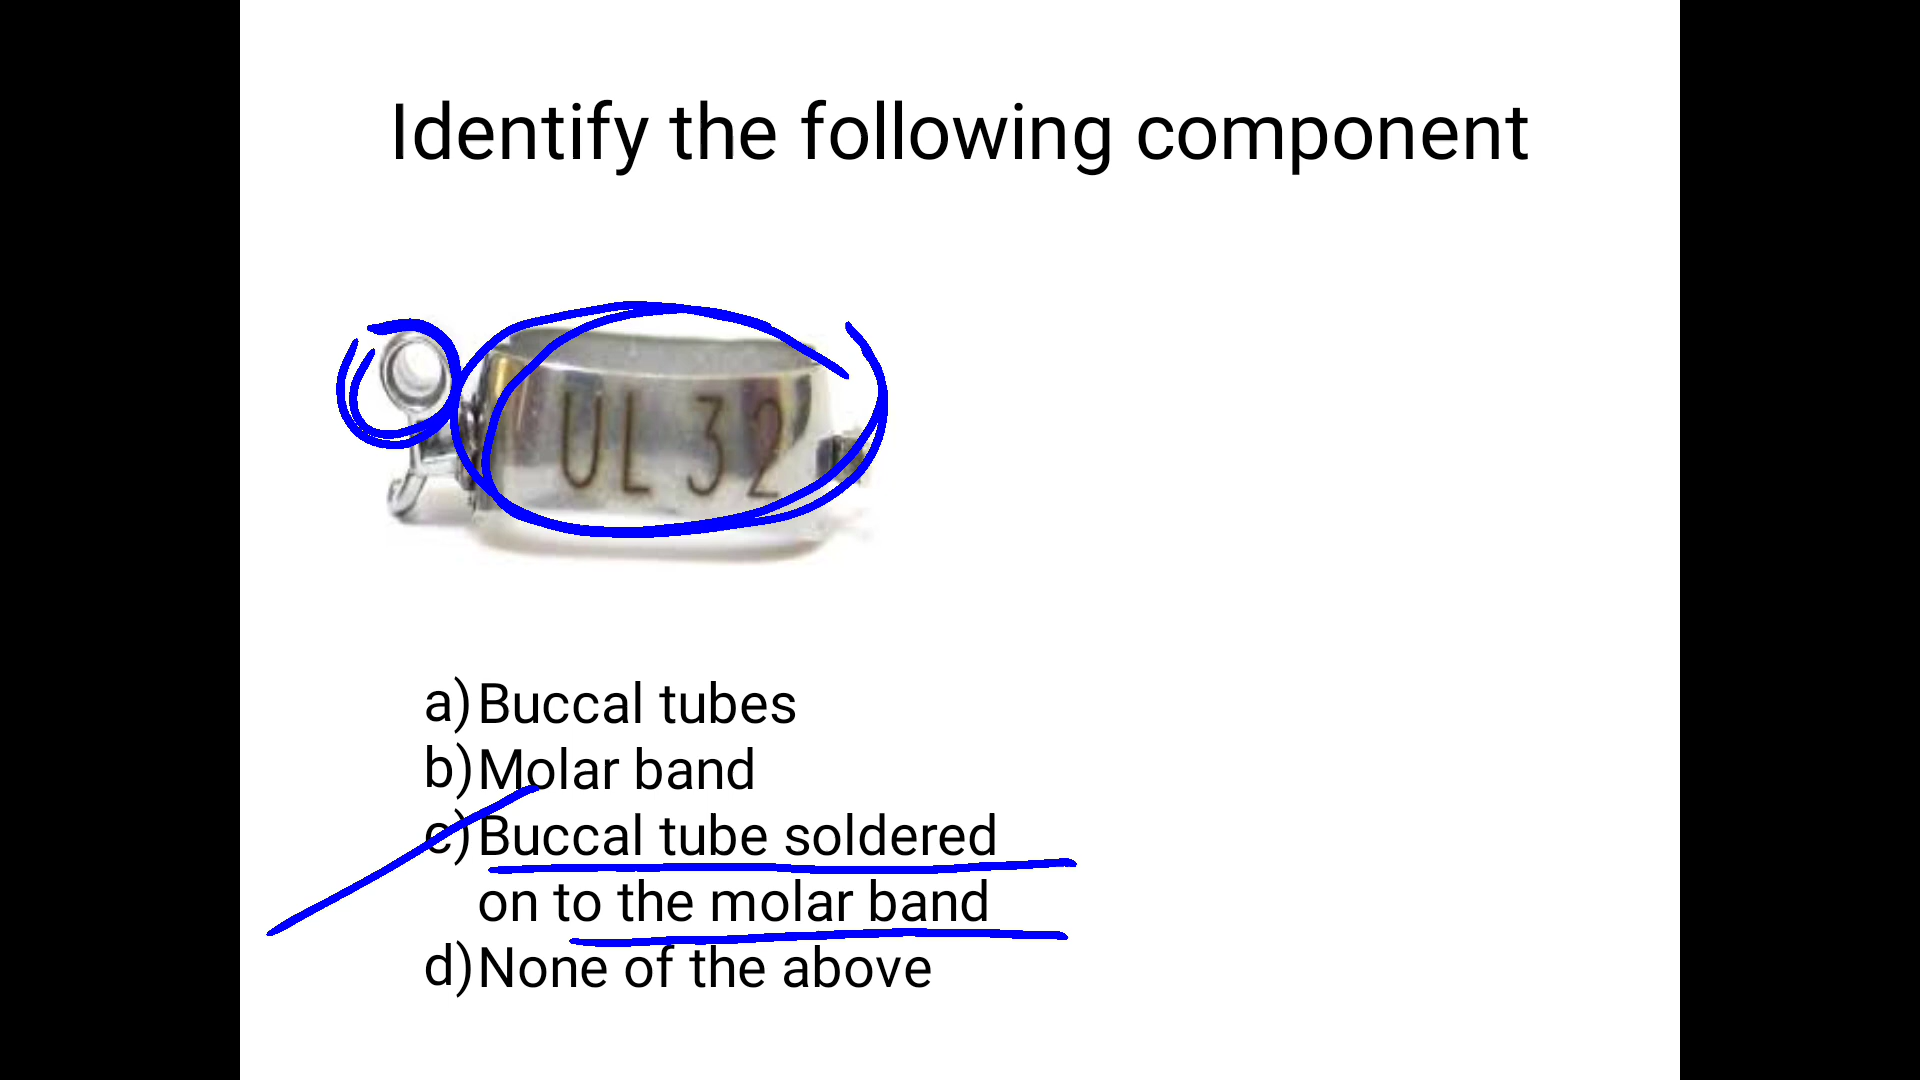 Identify the following component
UL 32
a) Buccal tubes
b) Molar band
c) Buccal tube soldered
on to the molar band
d) None of the above